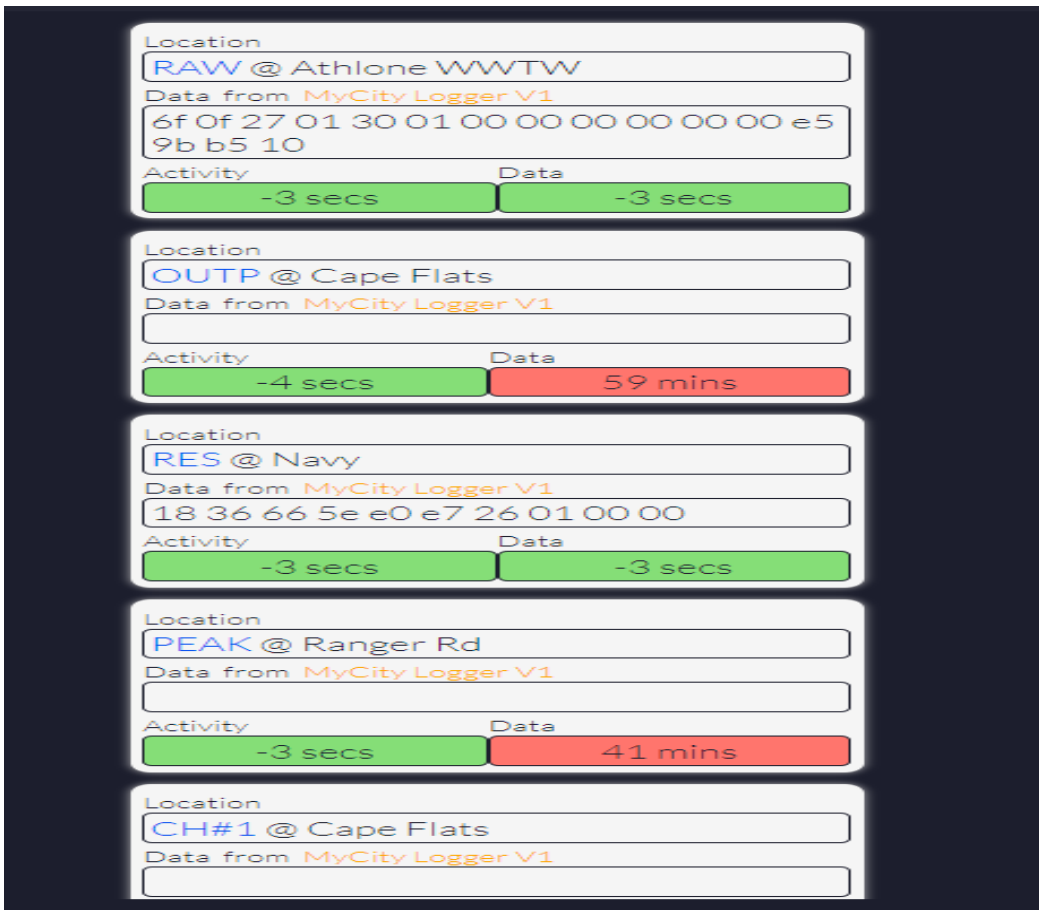 Location
RAW @ Athlone WWTW
Data from MyCity Logger V1
6f 0f 27 01 30 01 00 00 00 00 00 00 e5
9b b5 10
Activity Data
-3 secs -3 secs
Location
OUTP @ Cape Flats
Data from MyCity Logger V1
Activity Data
-4 secs 59 mins
Location
RES @ Navy
Data from MyCity Logger V1
18 36 66 5e e0 e7 26 01 00 00
Activity Data
-3 secs -3 secs
Location
PEAK @ Ranger Rd
Data from MyCity Logger V1
Activity Data
-3 secs 41 mins
Location
CH#1 @ Cape Flats
Data from MyCity Logger V1